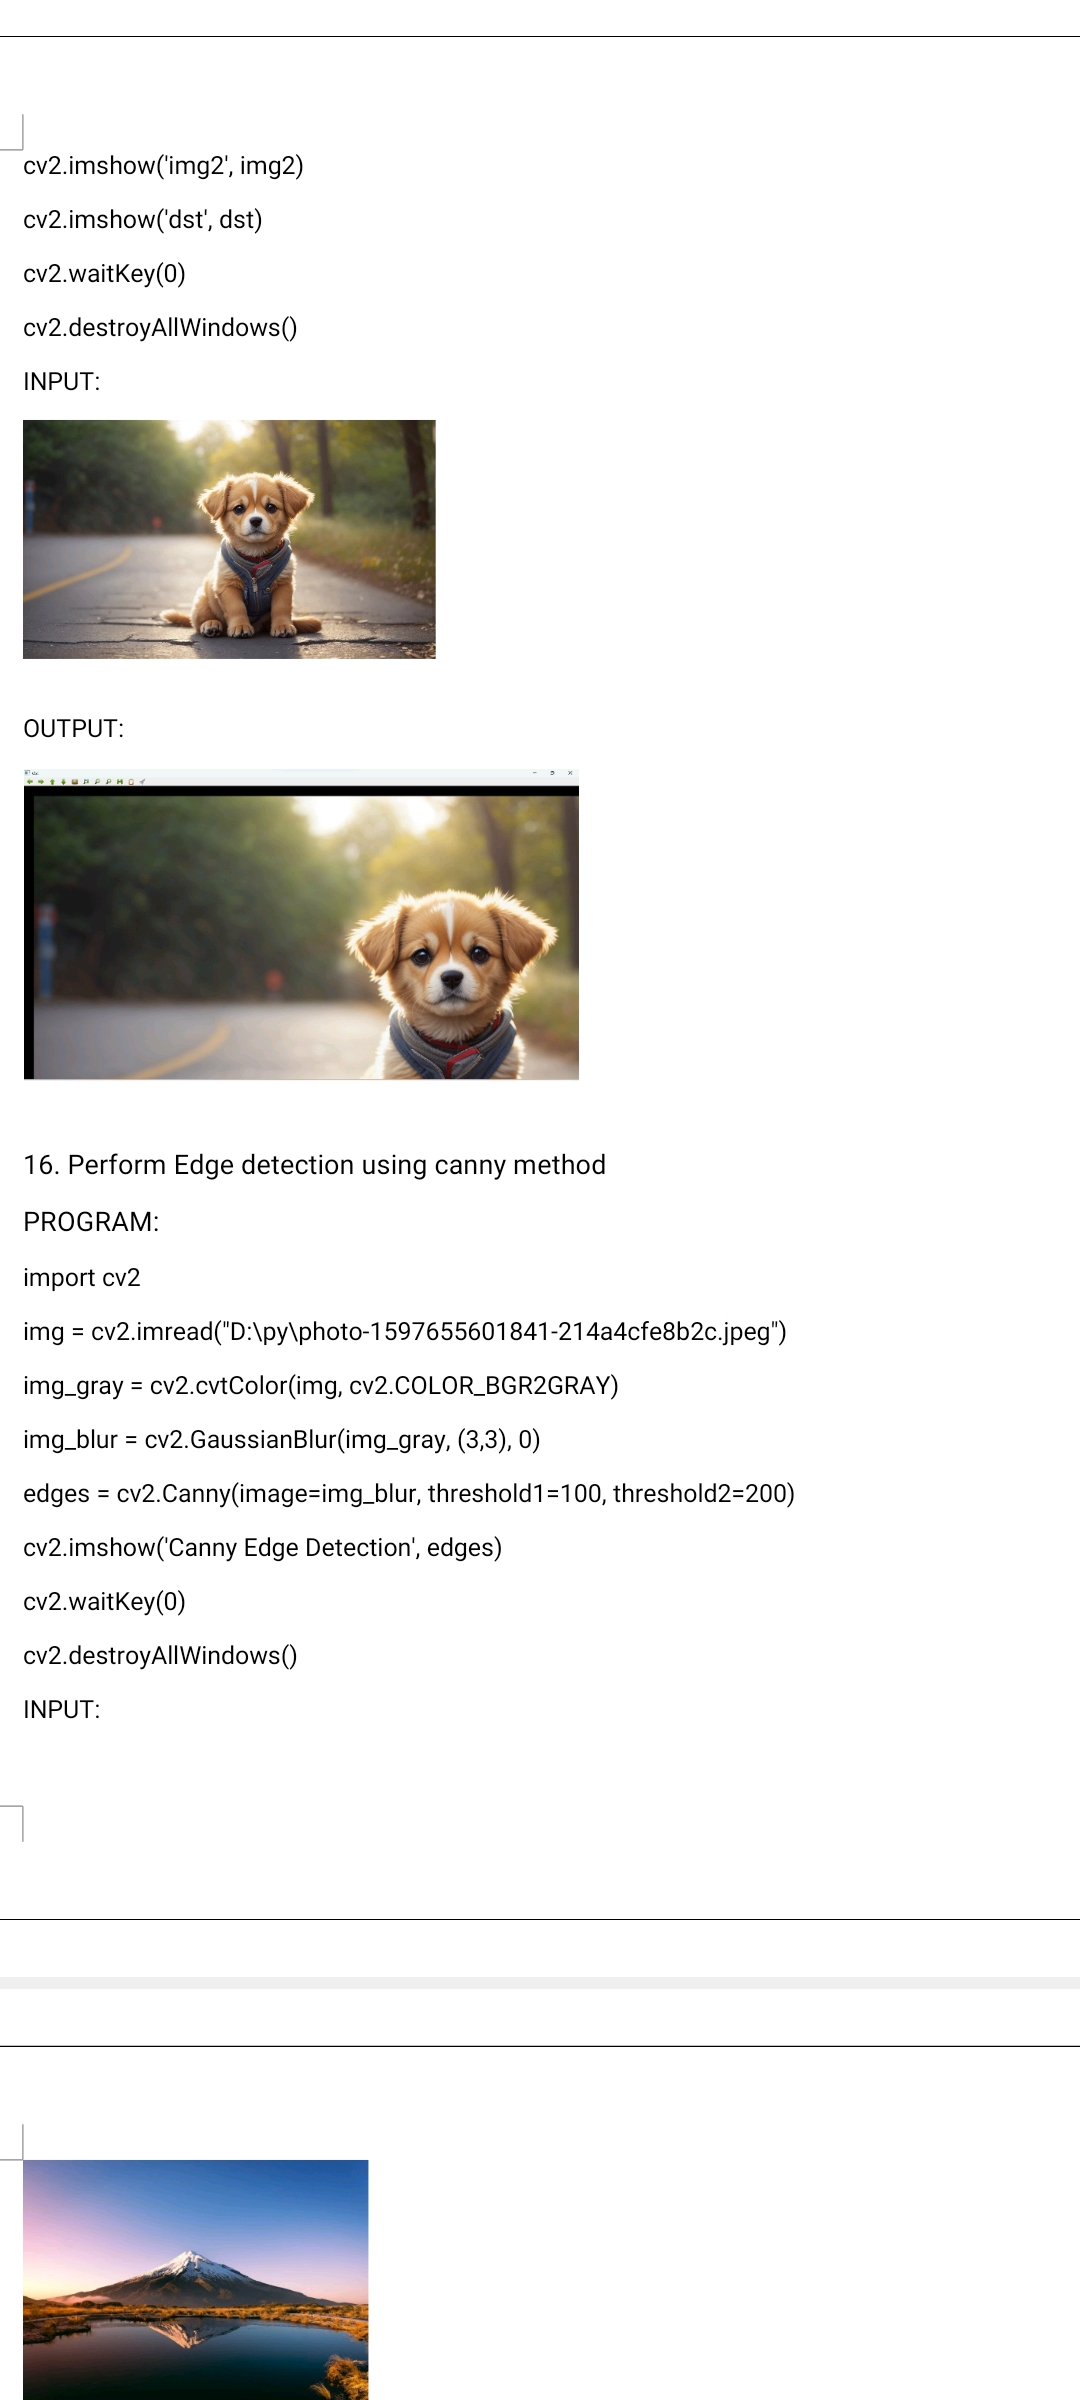 cv2.imshow('img2', img2)
cv2.imshow('dst', dst)
cv2.waitKey(0)
cv2.destroyAllWindows()
INPUT:
OUTPUT:
16. Perform Edge detection using canny method
PROGRAM:
import cv2
img = cv2.imread("D:\py\photo-1597655601841-214a4cfe8b2c.jpeg")
img_gray = cv2.cvtColor(img, cv2.COLOR_BGR2GRAY)
img_blur = cv2.GaussianBlur(img_gray, (3,3), 0)
edges = cv2.Canny(image=img_blur, threshold1=100, threshold2=200)
cv2.imshow('Canny Edge Detection', edges)
cv2.waitKey(0)
cv2.destroyAllWindows()
INPUT: